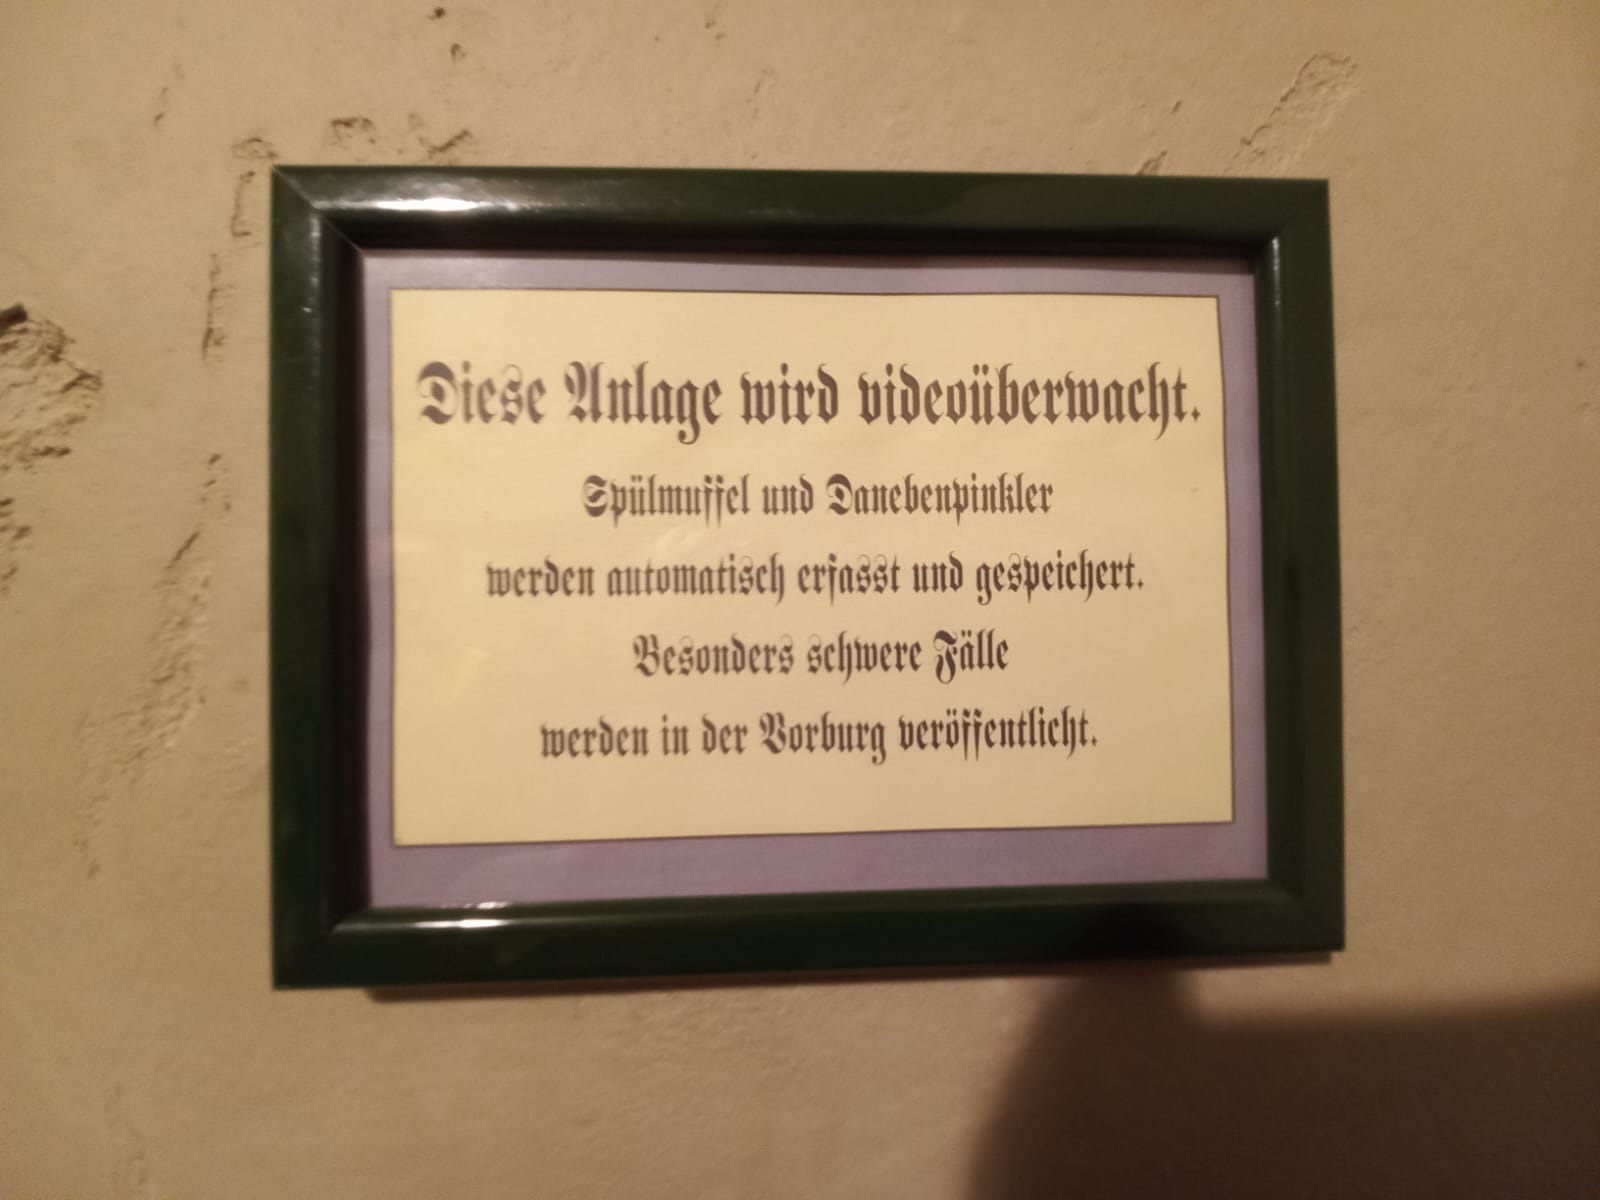 Diese Anlage wird videoüberwacht.
Spülmuffel und Danebenpinkler
werden automatisch erfasst und gespeichert.
Besonders schwere Fälle
werden in der Vorburg veröffentlicht.